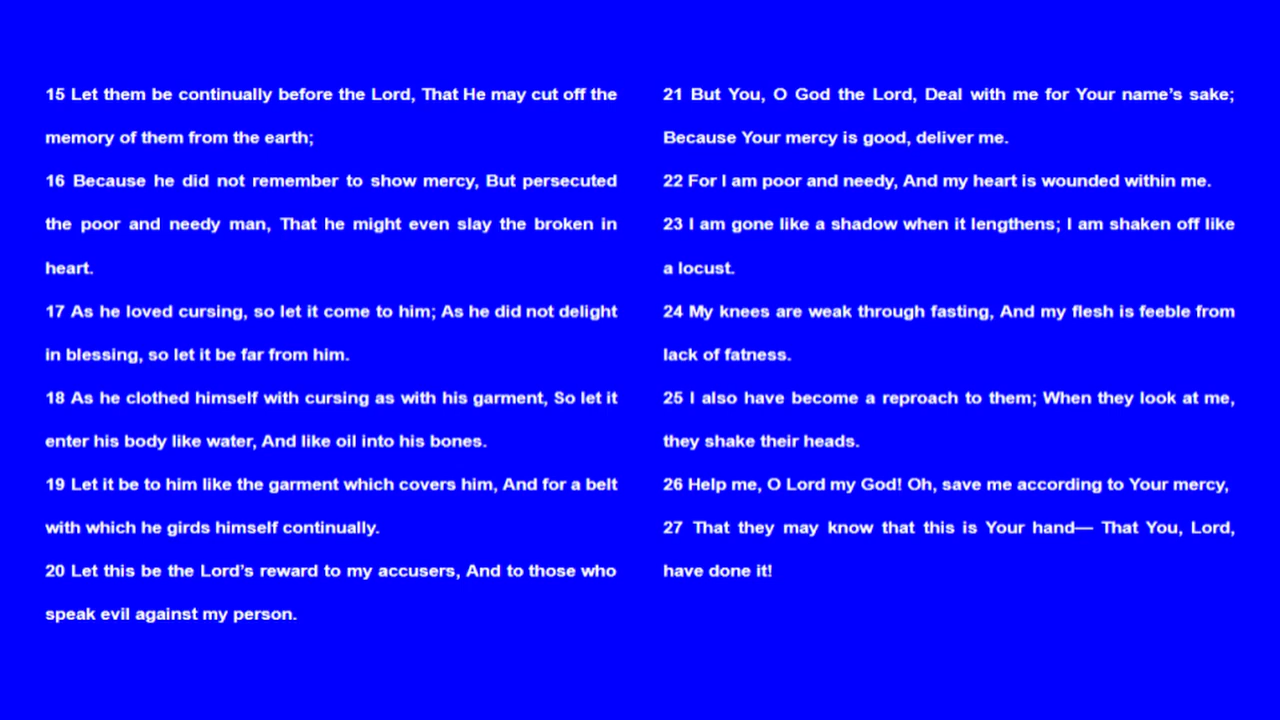 15 Let them be continually before the Lord, That He may cut off the
memory of them from the earth;
16 Because he did not remember to show mercy, But persecuted
the poor and needy man, That he might even slay the broken in
heart.
17 As he loved cursing, so let it come to him; As he did not delight
in blessing, so let it be far from him.
18 As he clothed himself with cursing as with his garment, So let it
enter his body like water, And like oil into his bones.
19 Let it be to him like the garment which covers him, And for a belt
with which he girds himself continually.
20 Let this be the Lord’s reward to my accusers, And to those who
speak evil against my person.
21 But You, O God the Lord, Deal with me for Your name’s sake;
Because Your mercy is good, deliver me.
22 For I am poor and needy, And my heart is wounded within me.
23 I am gone like a shadow when it lengthens; I am shaken off like
a locust.
24 My knees are weak through fasting, And my flesh is feeble from
lack of fatness.
25 I also have become a reproach to them; When they look at me,
they shake their heads.
26 Help me, O Lord my God! Oh, save me according to Your mercy,
27 That they may know that this is Your hand— That You, Lord,
have done it!